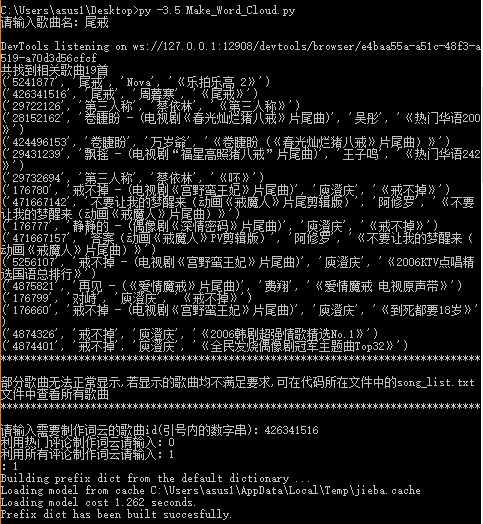 C:\Users\asus1\Desktop>py -3.5 Make_Word_Cloud.py
请输入歌曲名: 尾戒
DevTools listening on ws://127.0.0.1:12908/devtools/browser/e4baa55a-a51c-48f3-a
519-a70d3d56cfcf
共找到相关歌曲19首
('5241877', '尾戒', 'Nova', '《乐拍乐高 2》')
('426341516', '尾戒', '周菁寒', '《尾戒》')
('29722126', '第三人称', '禁依林', '《第三人称》')
('28152162', '卷睫盼 - (电视剧《春光灿烂猪八戒》片尾曲)', '吴彤', '《热门华语200
》')
('424496153', '卷睫盼', '万岁爷', '《卷睫盼（《春光灿烂猪八戒》片尾曲）》')
('29431239', '飘摇 - (电视剧“福星高照猪八戒”片尾曲)', '王子鸣', '《热门华语242
》')
('29732694', '第三人称', '禁依林', '《呸》')
('176780', '戒不掉 - (电视剧《宫野蛮王妃》片尾曲)', '庾澄庆', '《戒不掉》')
('471667142', '不要让我的梦醒来（动画《戒魔人》片尾剪辑版）', '阿修罗', '《不要
让我的梦醒来（动画《戒魔人》片尾曲）》')
('176777', '静静的 - (偶像剧《深情密码》片尾曲)', '庾澄庆', '《戒不掉》')
('471667157', '答案（动画《戒魔人》PV剪辑版）', '阿修罗', '《不要让我的梦醒来（
动画《戒魔人》片尾曲）》')
('5256107', '戒不掉 - (电视剧《宫野蛮王妃》片尾曲)', '庾澄庆', '《2006KTV点唱精
选国语总排行》')
('4875821', '再见 - (《爱情魔戒》片尾曲)', '费翔', '《爱情魔戒 电视原声带》')
('176799', '对峙', '庾澄庆', '《戒不掉》')
('176660', '戒不掉 - (电视剧《宫野蛮王妃》片尾曲)', '庾澄庆', '《到死都要18岁》'
)
('4874326', '戒不掉', '庾澄庆', '《2006韩剧超强情歌精选No.1》')
('4874401', '戒不掉', '庾澄庆', '《全民发烧偶像剧冠军主题曲Top32》')
********************************************************************************
部分歌曲无法正常显示,若显示的歌曲均不满足要求,可在代码所在文件中的song_list.txt
文件中查看所有歌曲
********************************************************************************
请输入需要制作词云的歌曲id(引号内的数字串): 426341516
利用热门评论制作词云请输入: 0
利用所有评论制作词云请输入: 1
: 1
Building prefix dict from the default dictionary ...
Loading model from cache C:\Users\asus1\AppData\Local\Temp\jieba.cache
Loading model cost 1.262 seconds.
Prefix dict has been built succesfully.